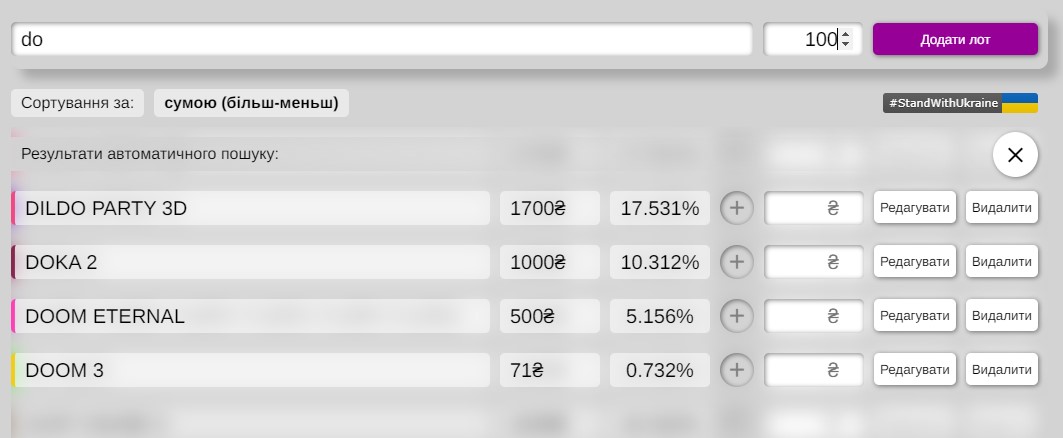 do 100 Додати лот
Сортування за: сумою (більш-меньш) #StandWithUkraine
Результати автоматичного пошуку:
DILDO PARTY 3D 1700₴ 17.531% + ₴ Редагувати Видалити
DOKA 2 1000₴ 10.312% + ₴ Редагувати Видалити
DOOM ETERNAL 500₴ 5.156% + ₴ Редагувати Видалити
DOOM 3 71₴ 0.732% + ₴ Редагувати Видалити